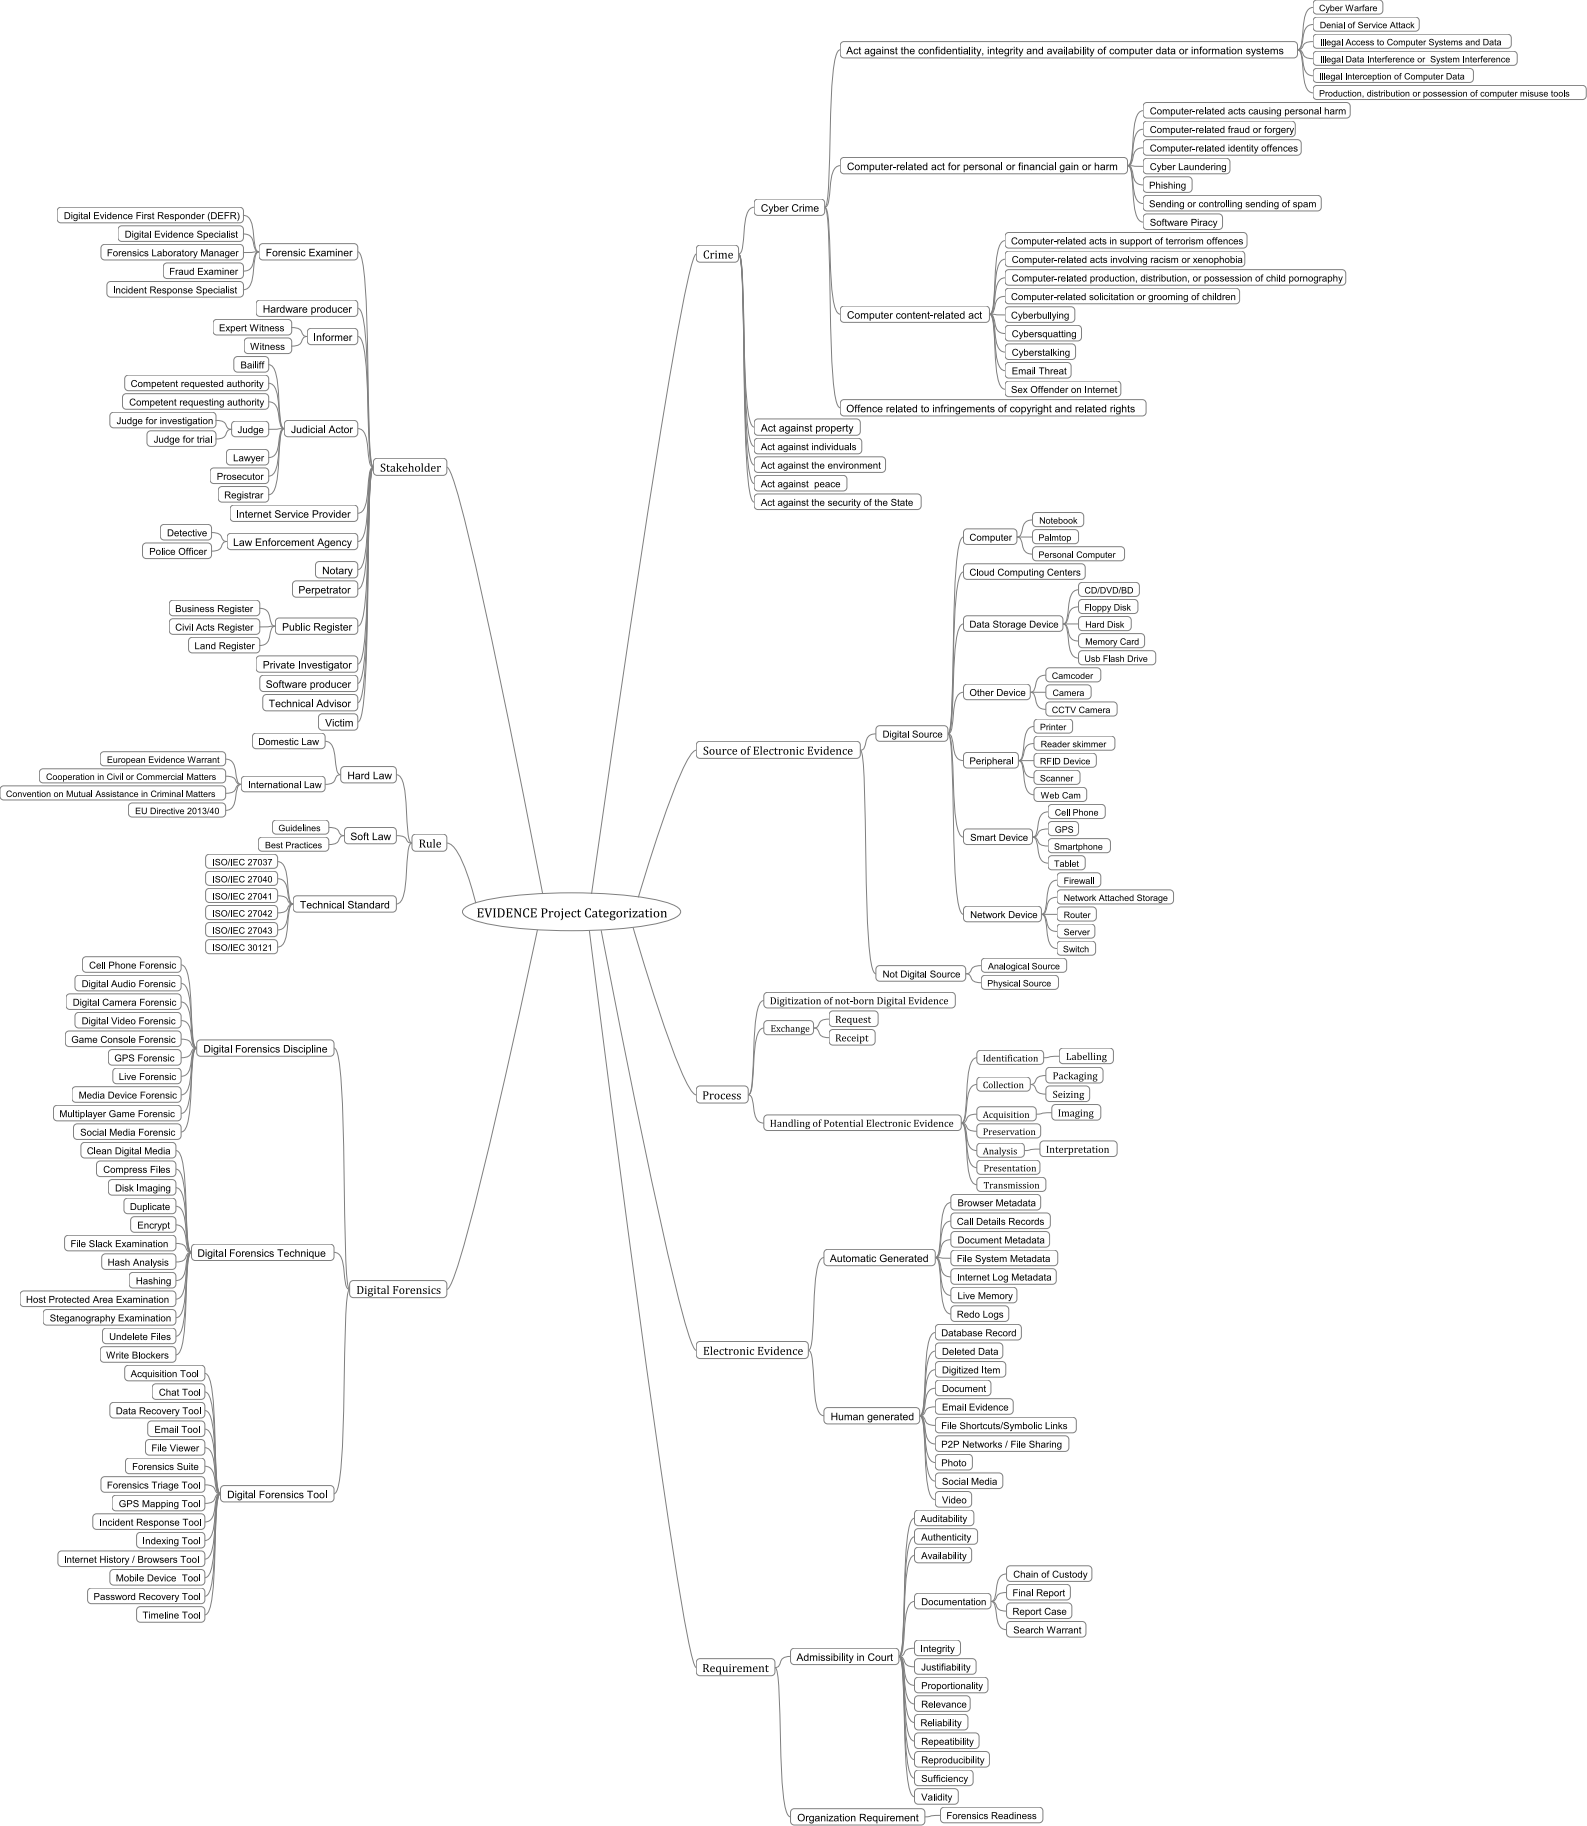 EVIDENCE Project Categorization
Stakeholder
Forensic Examiner
Digital Evidence First Responder (DEFR)
Digital Evidence Specialist
Forensics Laboratory Manager
Fraud Examiner
Incident Response Specialist
Hardware producer
Informer
Expert Witness
Witness
Judicial Actor
Bailiff
Competent requested authority
Competent requesting authority
Judge
Judge for investigation
Judge for trial
Lawyer
Prosecutor
Registrar
Internet Service Provider
Law Enforcement Agency
Detective
Police Officer
Notary
Perpetrator
Public Register
Business Register
Civil Acts Register
Land Register
Private Investigator
Software producer
Technical Advisor
Victim
Rule
Hard Law
Domestic Law
International Law
European Evidence Warrant
Cooperation in Civil or Commercial Matters
Convention on Mutual Assistance in Criminal Matters
EU Directive 2013/40
Soft Law
Guidelines
Best Practices
Technical Standard
ISO/IEC 27037
ISO/IEC 27040
ISO/IEC 27041
ISO/IEC 27042
ISO/IEC 27043
ISO/IEC 30121
Digital Forensics
Digital Forensics Discipline
Cell Phone Forensic
Digital Audio Forensic
Digital Camera Forensic
Digital Video Forensic
Game Console Forensic
GPS Forensic
Live Forensic
Media Device Forensic
Multiplayer Game Forensic
Social Media Forensic
Digital Forensics Technique
Clean Digital Media
Compress Files
Disk Imaging
Duplicate
Encrypt
File Slack Examination
Hash Analysis
Hashing
Host Protected Area Examination
Steganography Examination
Undelete Files
Write Blockers
Digital Forensics Tool
Acquisition Tool
Chat Tool
Data Recovery Tool
Email Tool
File Viewer
Forensics Suite
Forensics Triage Tool
GPS Mapping Tool
Incident Response Tool
Indexing Tool
Internet History / Browsers Tool
Mobile Device Tool
Password Recovery Tool
Timeline Tool
Crime
Cyber Crime
Act against the confidentiality, integrity and availability of computer data or information systems
Cyber Warfare
Denial of Service Attack
Illegal Access to Computer Systems and Data
Illegal Data Interference or System Interference
Illegal Interception of Computer Data
Production, distribution or possession of computer misuse tools
Computer-related act for personal or financial gain or harm
Computer-related acts causing personal harm
Computer-related fraud or forgery
Computer-related identity offences
Cyber Laundering
Phishing
Sending or controlling sending of spam
Software Piracy
Computer content-related act
Computer-related acts in support of terrorism offences
Computer-related acts involving racism or xenophobia
Computer-related production, distribution, or possession of child pornography
Computer-related solicitation or grooming of children
Cyberbullying
Cybersquatting
Cyberstalking
Email Threat
Sex Offender on Internet
Offence related to infringements of copyright and related rights
Act against property
Act against individuals
Act against the environment
Act against peace
Act against the security of the State
Source of Electronic Evidence
Digital Source
Computer
Notebook
Palmtop
Personal Computer
Cloud Computing Centers
Data Storage Device
CD/DVD/BD
Floppy Disk
Hard Disk
Memory Card
Usb Flash Drive
Other Device
Camcoder
Camera
CCTV Camera
Peripheral
Printer
Reader skimmer
RFID Device
Scanner
Web Cam
Smart Device
Cell Phone
GPS
Smartphone
Tablet
Network Device
Firewall
Network Attached Storage
Router
Server
Switch
Not Digital Source
Analogical Source
Physical Source
Process
Digitization of not-born Digital Evidence
Exchange
Request
Receipt
Handling of Potential Electronic Evidence
Identification
Labelling
Collection
Packaging
Seizing
Acquisition
Imaging
Preservation
Analysis
Interpretation
Presentation
Transmission
Electronic Evidence
Automatic Generated
Browser Metadata
Call Details Records
Document Metadata
File System Metadata
Internet Log Metadata
Live Memory
Redo Logs
Human generated
Database Record
Deleted Data
Digitized Item
Document
Email Evidence
File Shortcuts/Symbolic Links
P2P Networks / File Sharing
Photo
Social Media
Video
Requirement
Admissibility in Court
Auditability
Authenticity
Availability
Documentation
Chain of Custody
Final Report
Report Case
Search Warrant
Integrity
Justifiability
Proportionality
Relevance
Reliability
Repeatibility
Reproducibility
Sufficiency
Validity
Organization Requirement
Forensics Readiness